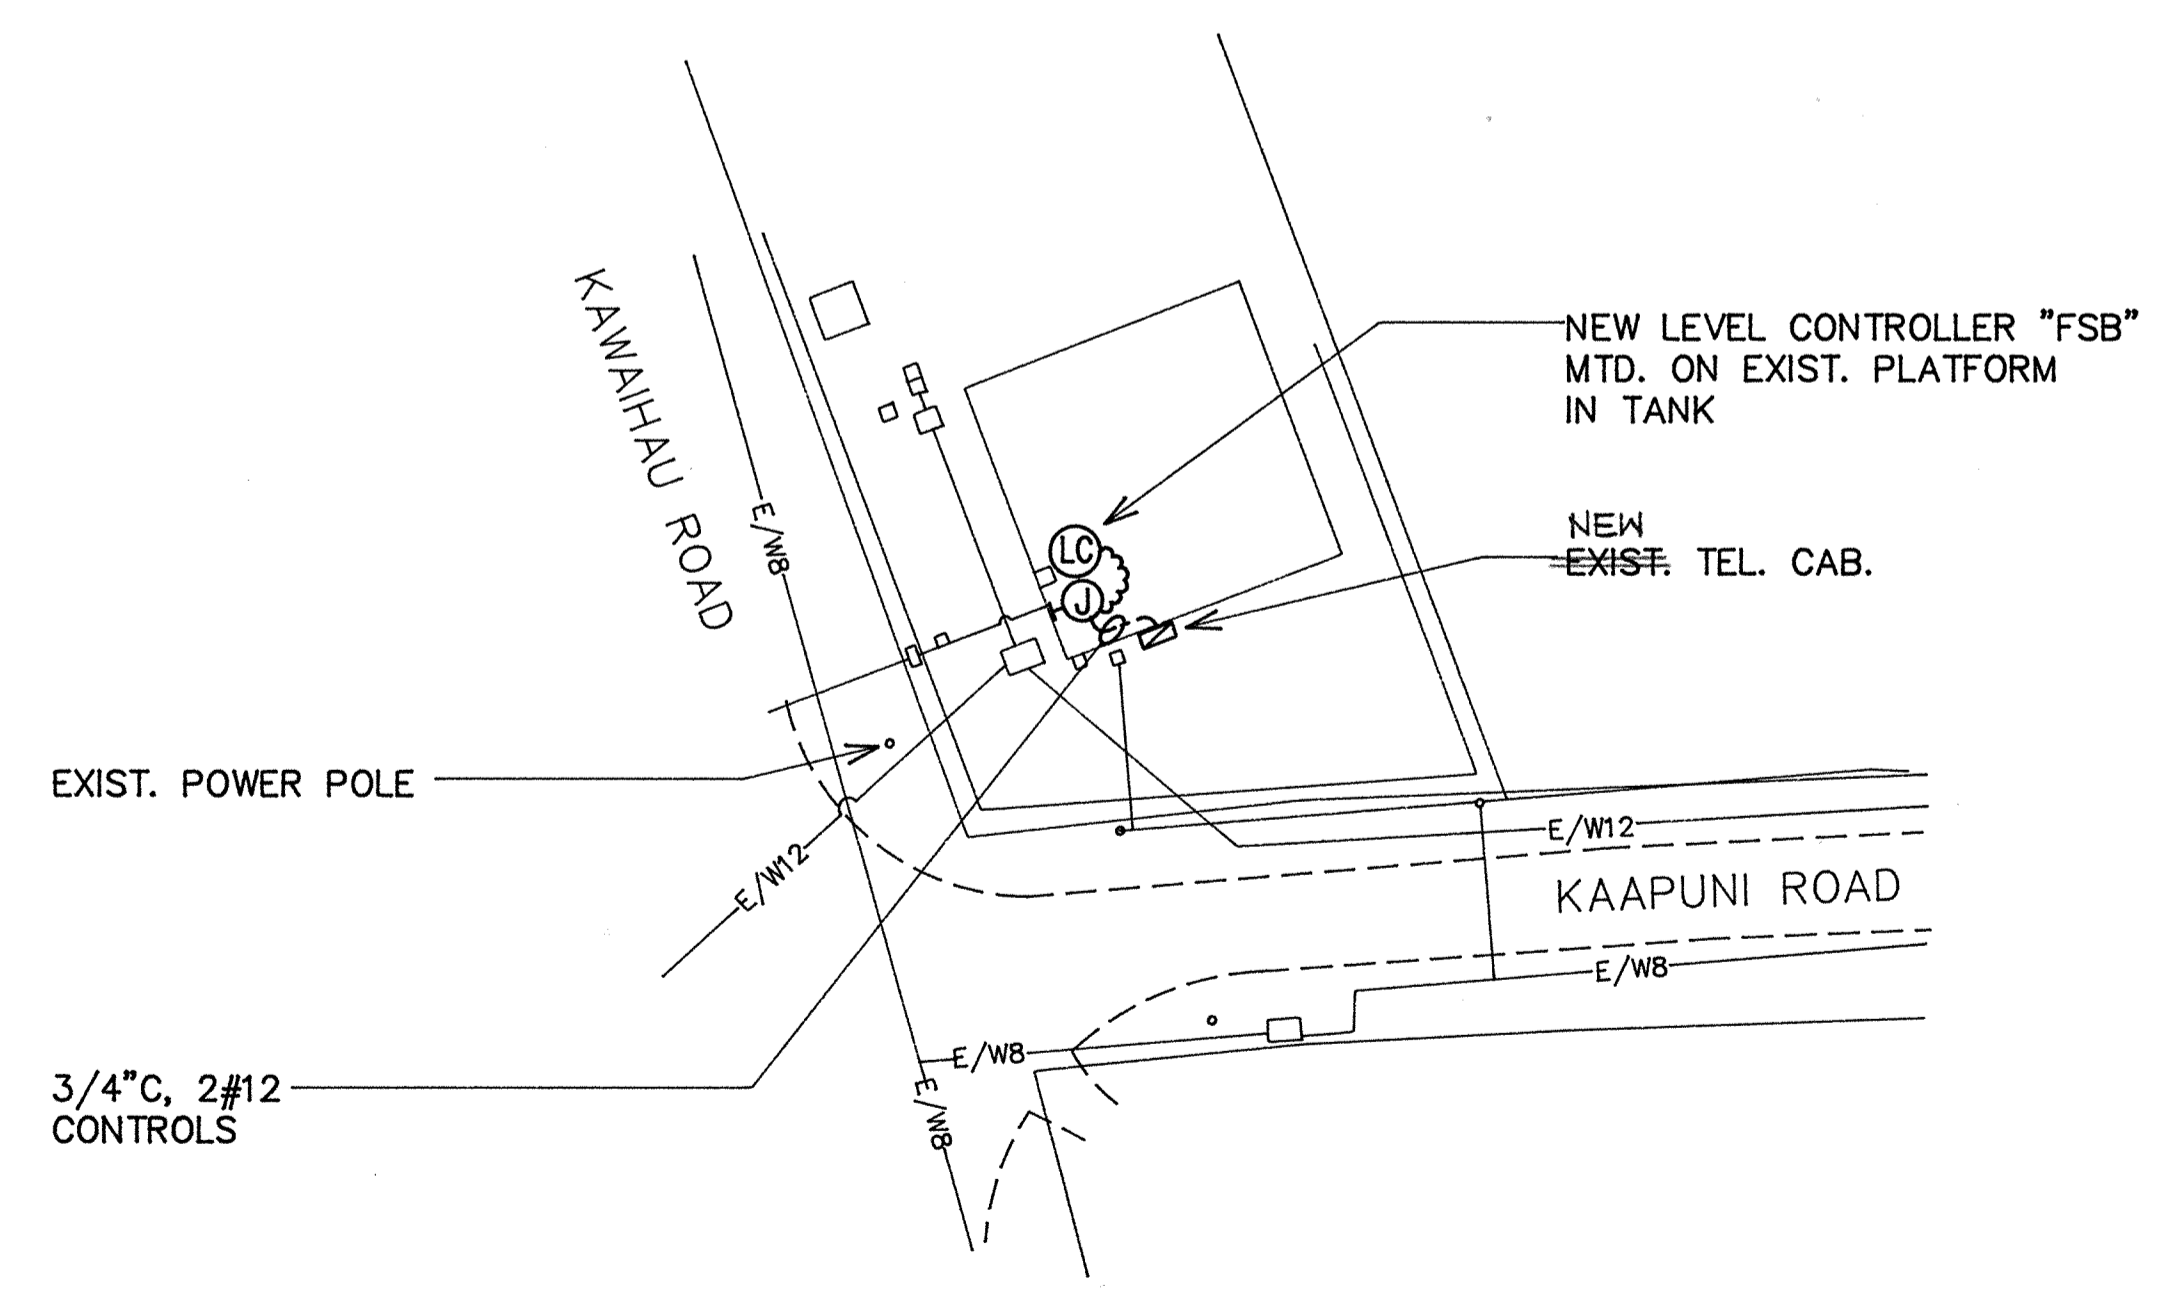 KAWAIHAU ROAD
E/W8
NEW LEVEL CONTROLLER "FSB"
MTD. ON EXIST. PLATFORM
IN TANK
LC
J
NEW
EXIST. TEL. CAB.
EXIST. POWER POLE
E/W12
E/W12
KAAPUNI ROAD
E/W8
E/W8
E/W8
3/4"C, 2#12
CONTROLS